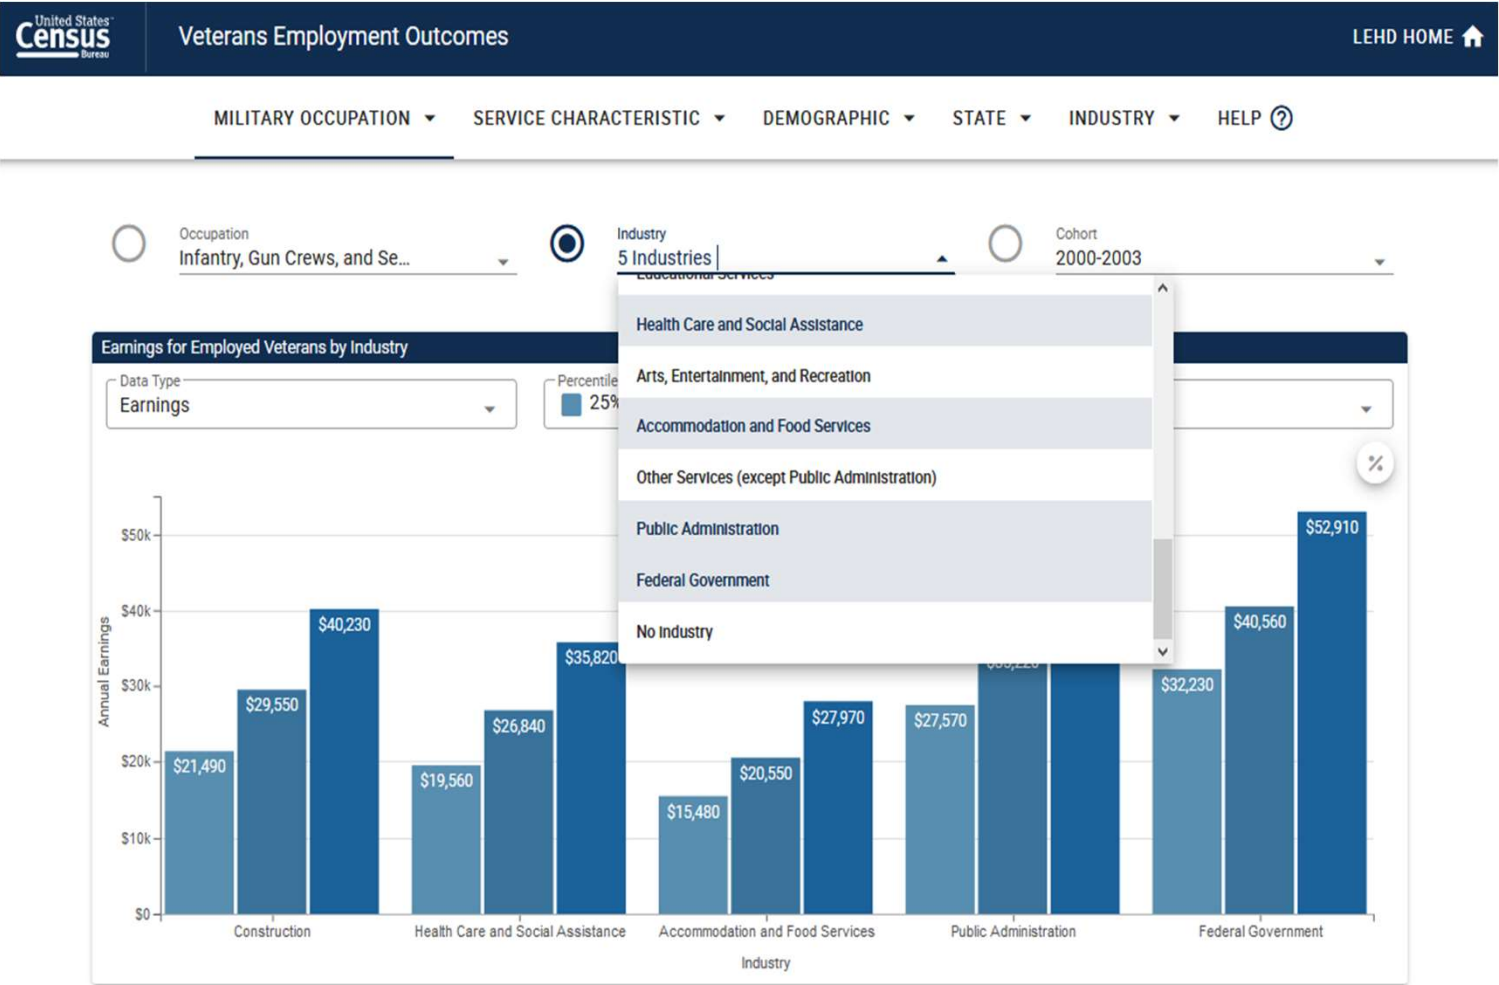 United States®
Census
Bureau
Veterans Employment Outcomes
LEHD HOME
MILITARY OCCUPATION
SERVICE CHARACTERISTIC
DEMOGRAPHIC
STATE
INDUSTRY
HELP ?
Occupation
Infantry, Gun Crews, and Se...
Industry
5 Industries
Cohort
2000-2003
Educational Services
Health Care and Social Assistance
Arts, Entertainment, and Recreation
Accommodation and Food Services
Other Services (except Public Administration)
Public Administration
Federal Government
No Industry
Earnings for Employed Veterans by Industry
Data Type
Earnings
Percentile
25%
%
Annual Earnings
$50k
$40k
$30k
$20k
$10k
$0
$21,490
$29,550
$40,230
$19,560
$26,840
$35,820
$15,480
$20,550
$27,970
$27,570
$32,230
$40,560
$52,910
Construction
Health Care and Social Assistance
Accommodation and Food Services
Public Administration
Federal Government
Industry